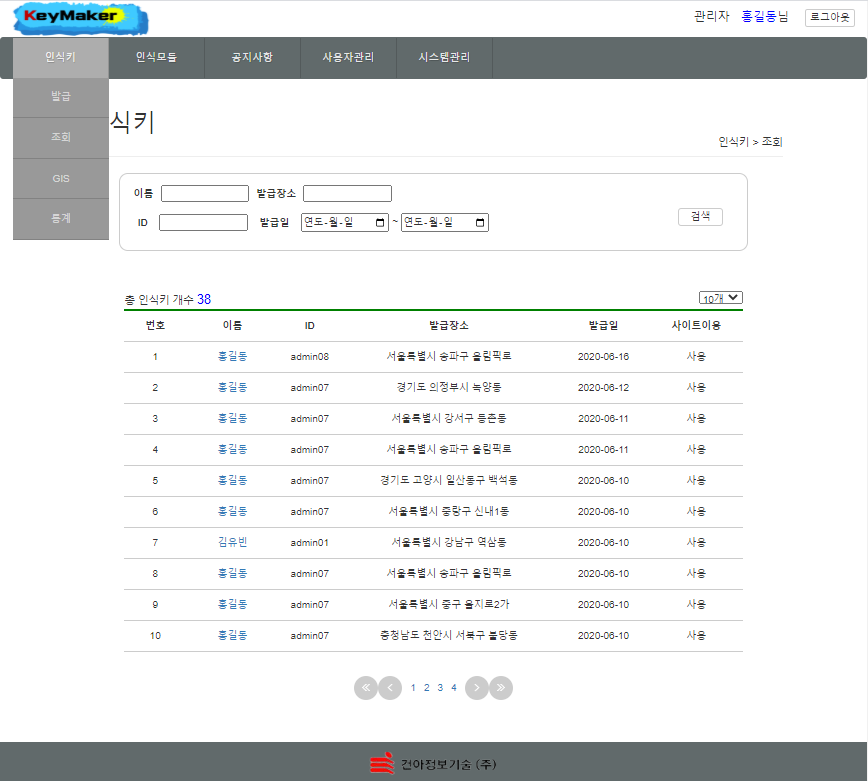 KeyMaker
관리자 홍길동님 로그아웃
인식키 인식모듈 공지사항 사용자관리 시스템관리
발급
조회
GIS
통계
식키
인식키 > 조회
이름 발급장소
ID 발급일 연도-월-일 ~ 연도-월-일 검색
총 인식키 개수 38 10개
번호 이름 ID 발급장소 발급일 사이트이용
1 홍길동 admin08 서울특별시 송파구 올림픽로 2020-06-16 사용
2 홍길동 admin07 경기도 의정부시 녹양동 2020-06-12 사용
3 홍길동 admin07 서울특별시 강서구 등촌동 2020-06-11 사용
4 홍길동 admin07 서울특별시 송파구 올림픽로 2020-06-11 사용
5 홍길동 admin07 경기도 고양시 일산동구 백석동 2020-06-10 사용
6 홍길동 admin07 서울특별시 중랑구 신내1동 2020-06-10 사용
7 김유빈 admin01 서울특별시 강남구 역삼동 2020-06-10 사용
8 홍길동 admin07 서울특별시 송파구 올림픽로 2020-06-10 사용
9 홍길동 admin07 서울특별시 중구 을지로2가 2020-06-10 사용
10 홍길동 admin07 충청남도 천안시 서북구 불당동 2020-06-10 사용
« ‹ 1 2 3 4 › »
건아정보기술 (주)